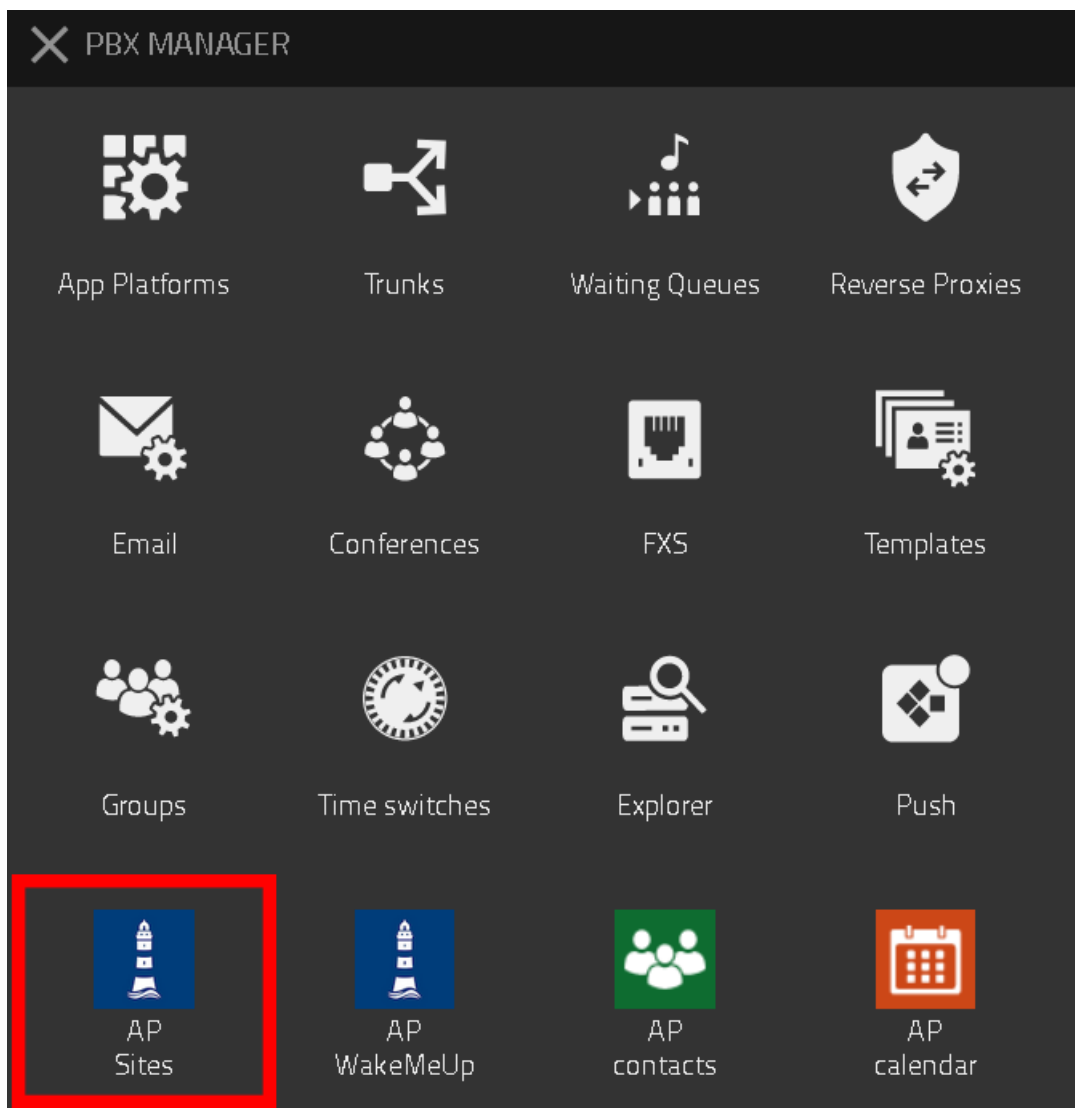 PBX MANAGER
App Platforms
Trunks
Waiting Queues
Reverse Proxies
Email
Conferences
FXS
Templates
Groups
Time switches
Explorer
Push
AP
Sites
AP
WakeMeUp
AP
contacts
AP
calendar